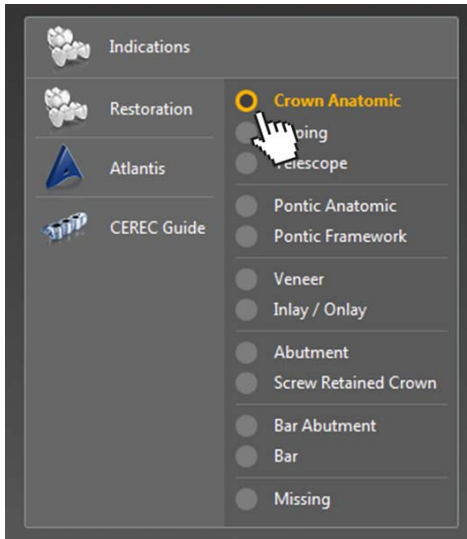 Indications
Restoration
Atlantis
CEREC Guide
Crown Anatomic
ping
Telescope
Pontic Anatomic
Pontic Framework
Veneer
Inlay / Onlay
Abutment
Screw Retained Crown
Bar Abutment
Bar
Missing